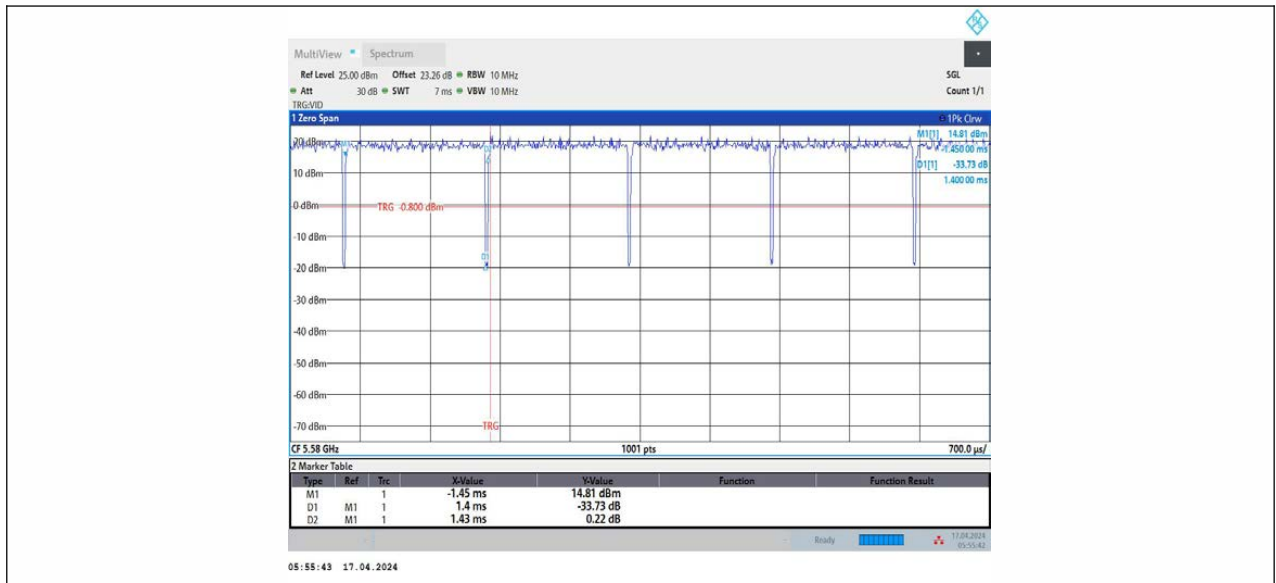 MultiView Spectrum
Ref Level 25.00 dBm Offset 23.26 dB RBW 10 MHz SGL
Att 30 dB SWT 7 ms VBW 10 MHz Count 1/1
TRG:VID
1 Zero Span 1Pk Clrw
M1[1] 14.81 dBm
20 dBm
-1.450 00 ms
D1[1] -33.73 dB
10 dBm
1.400 00 ms
0 dBm TRG -0.800 dBm
-10 dBm
-20 dBm
-30 dBm
-40 dBm
-50 dBm
-60 dBm
-70 dBm TRG
CF 5.58 GHz 1001 pts 700.0 µs/
2 Marker Table
Type Ref Trc X-Value Y-Value Function Function Result
M1 1 -1.45 ms 14.81 dBm
D1 M1 1 1.4 ms -33.73 dB
D2 M1 1 1.43 ms 0.22 dB
Ready 17.04.2024
05:55:42
05:55:43 17.04.2024